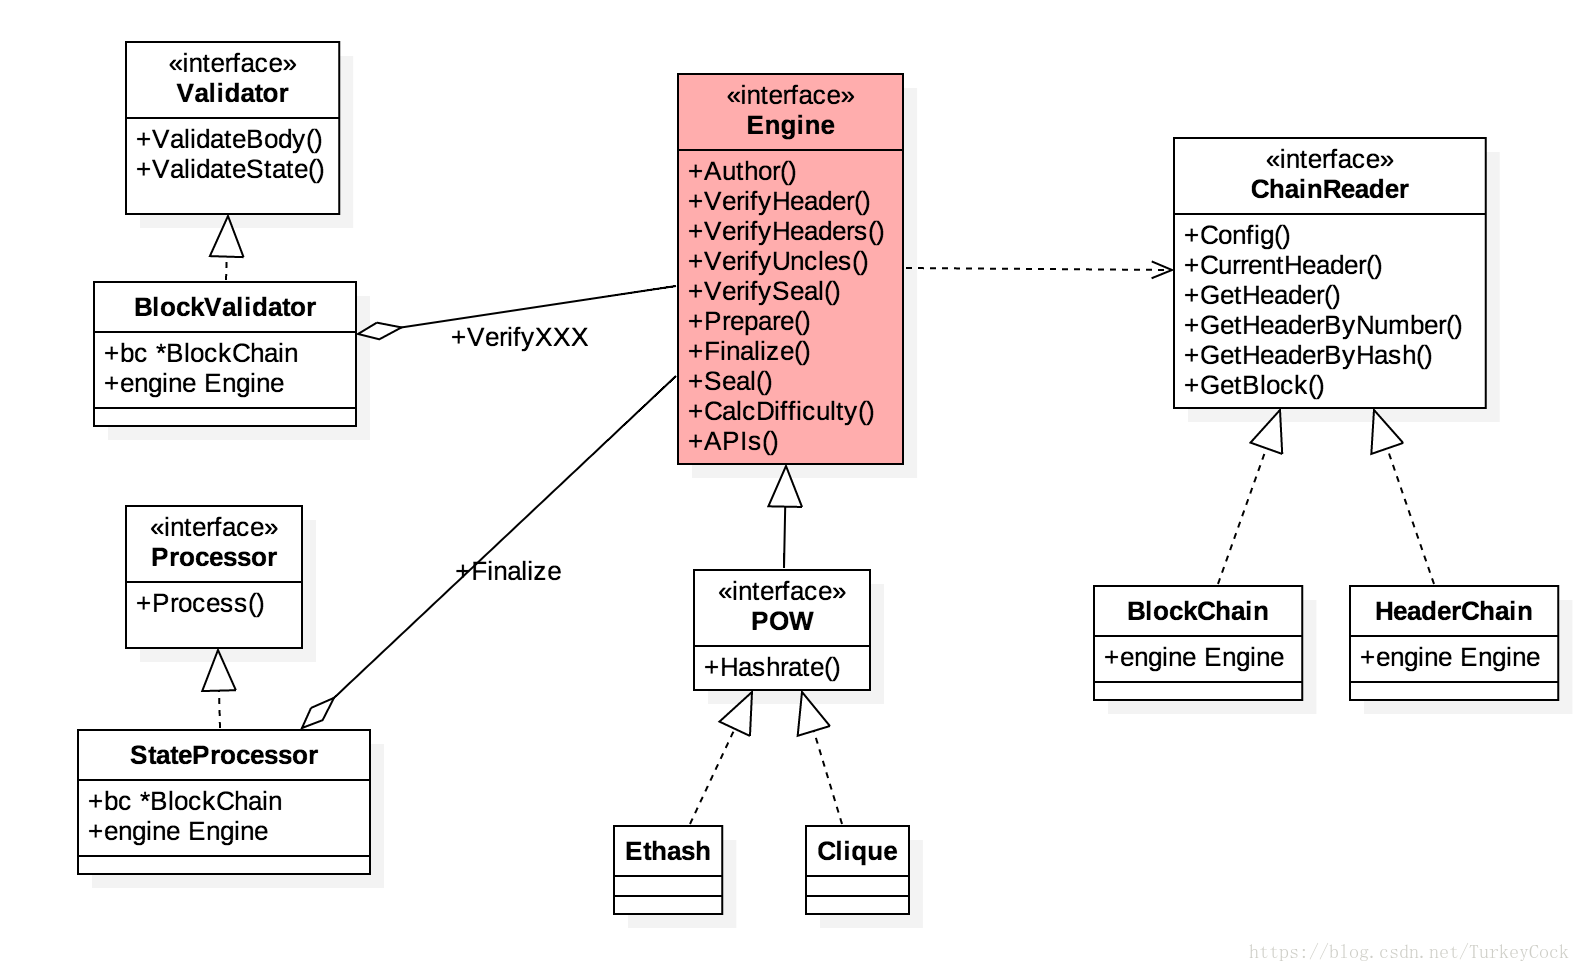 «interface»
Validator
+ValidateBody()
+ValidateState()
BlockValidator
+bc *BlockChain
+engine Engine
+VerifyXXX
«interface»
Processor
+Process()
StateProcessor
+bc *BlockChain
+engine Engine
+Finalize
«interface»
Engine
+Author()
+VerifyHeader()
+VerifyHeaders()
+VerifyUncles()
+VerifySeal()
+Prepare()
+Finalize()
+Seal()
+CalcDifficulty()
+APIs()
«interface»
POW
+Hashrate()
Ethash
Clique
«interface»
ChainReader
+Config()
+CurrentHeader()
+GetHeader()
+GetHeaderByNumber()
+GetHeaderByHash()
+GetBlock()
BlockChain
+engine Engine
HeaderChain
+engine Engine
https://blog.csdn.net/TurkeyCock